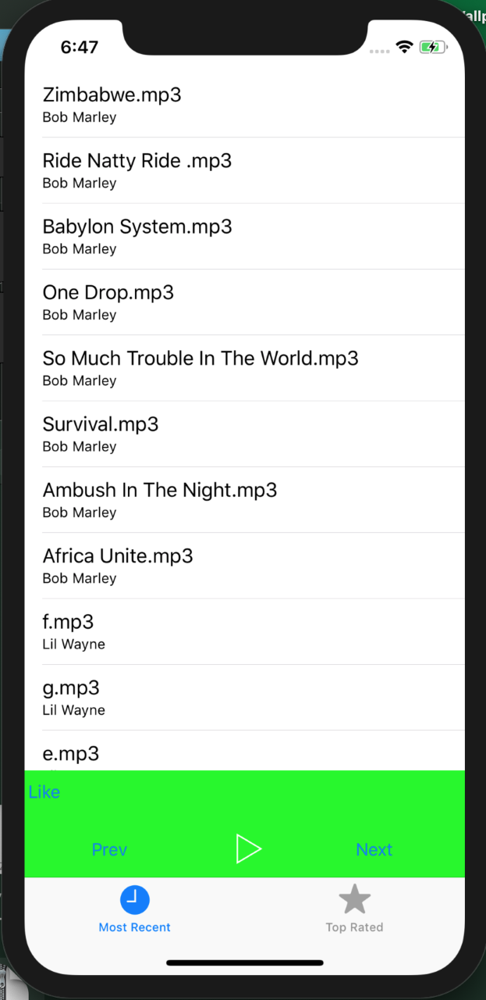 6:47
Zimbabwe.mp3
Bob Marley
Ride Natty Ride .mp3
Bob Marley
Babylon System.mp3
Bob Marley
One Drop.mp3
Bob Marley
So Much Trouble In The World.mp3
Bob Marley
Survival.mp3
Bob Marley
Ambush In The Night.mp3
Bob Marley
Africa Unite.mp3
Bob Marley
f.mp3
Lil Wayne
g.mp3
Lil Wayne
e.mp3
Like
Prev Next
Most Recent Top Rated